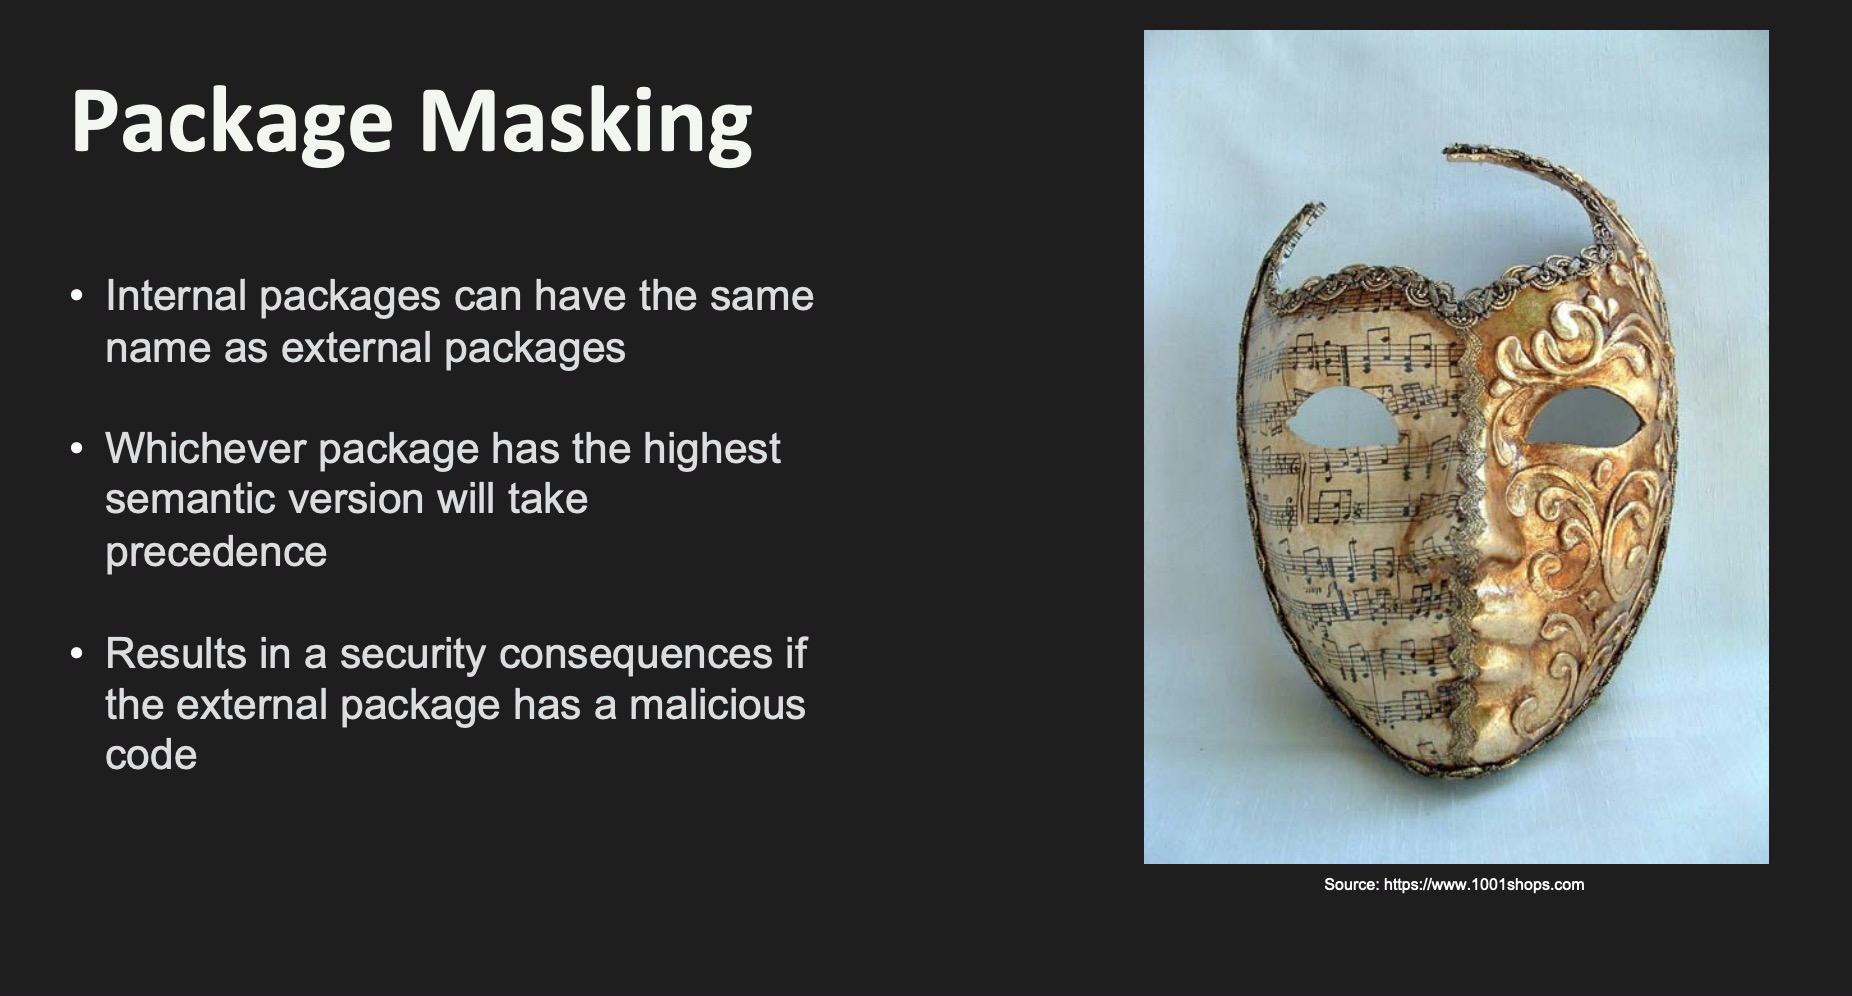 Package Masking
• Internal packages can have the same
name as external packages
• Whichever package has the highest
semantic version will take
precedence
• Results in a security consequences if
the external package has a malicious
code
Source: https://www.1001shops.com